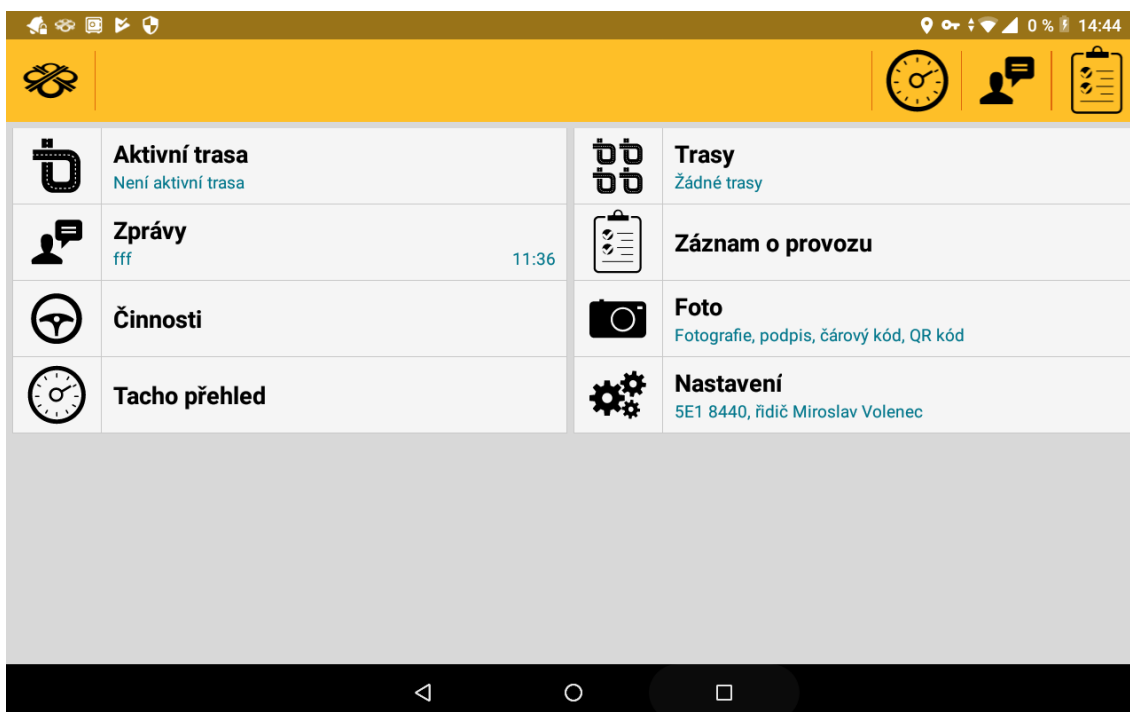 0 % 14:44
Aktivní trasa
Není aktivní trasa
Trasy
Žádné trasy
Zprávy
fff 11:36
Záznam o provozu
Činnosti
Foto
Fotografie, podpis, čárový kód, QR kód
Tacho přehled
Nastavení
5E1 8440, řidič Miroslav Volenec